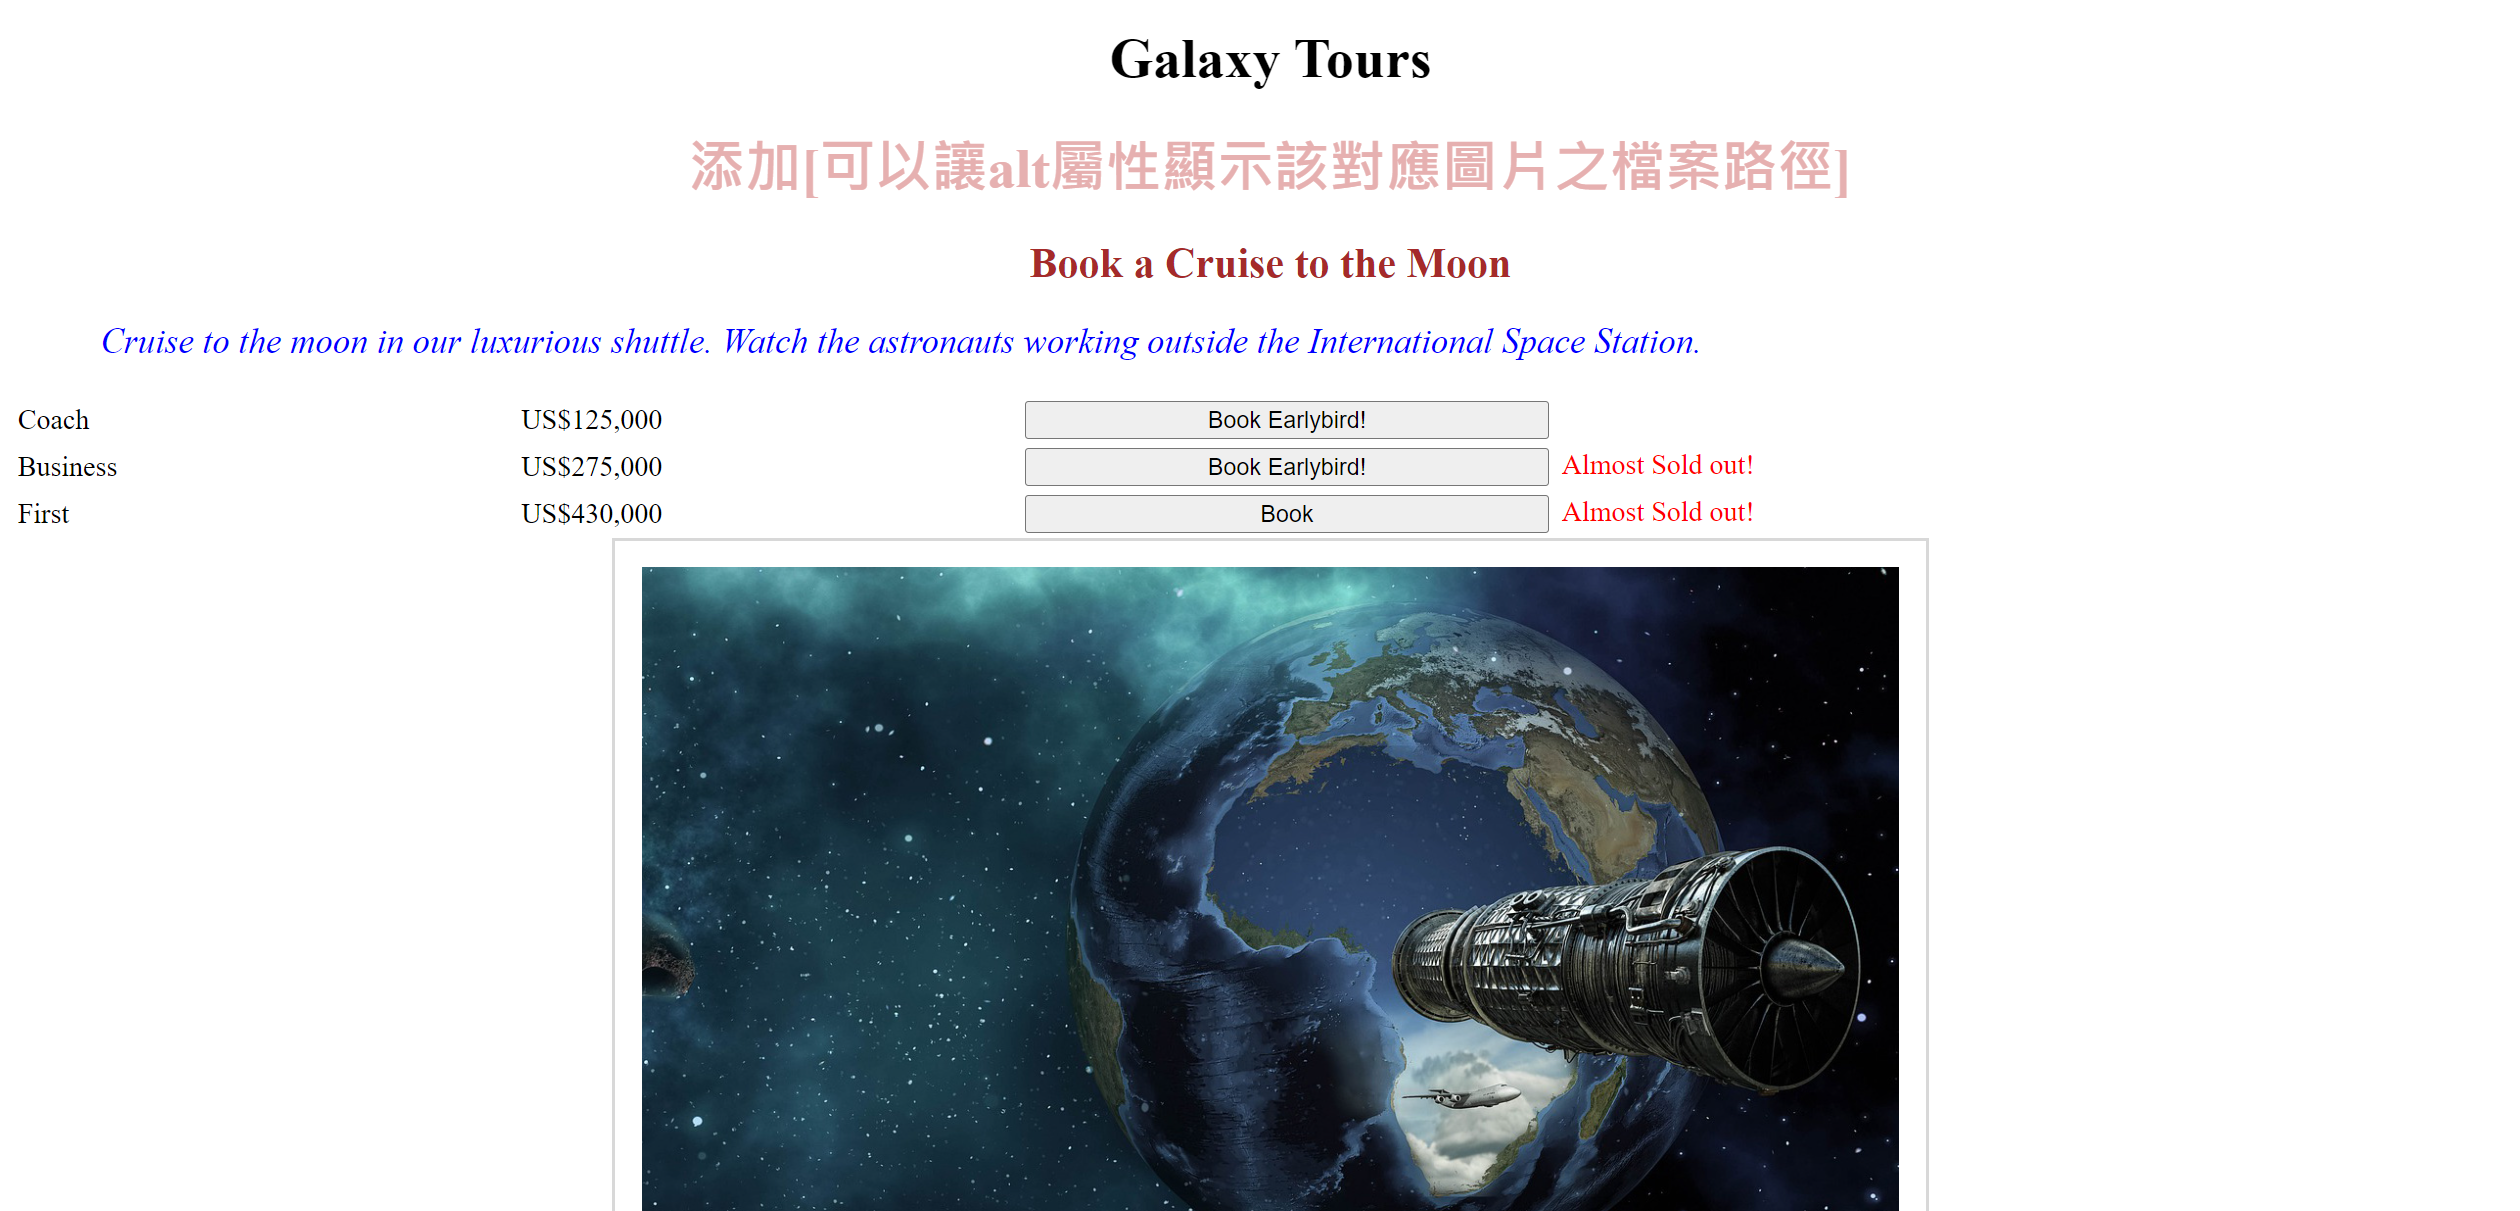 Galaxy Tours
添加[可以讓alt屬性顯示該對應圖片之檔案路徑]
Book a Cruise to the Moon
Cruise to the moon in our luxurious shuttle. Watch the astronauts working outside the International Space Station.
Coach US$125,000 Book Earlybird!
Business US$275,000 Book Earlybird! Almost Sold out!
First US$430,000 Book Almost Sold out!